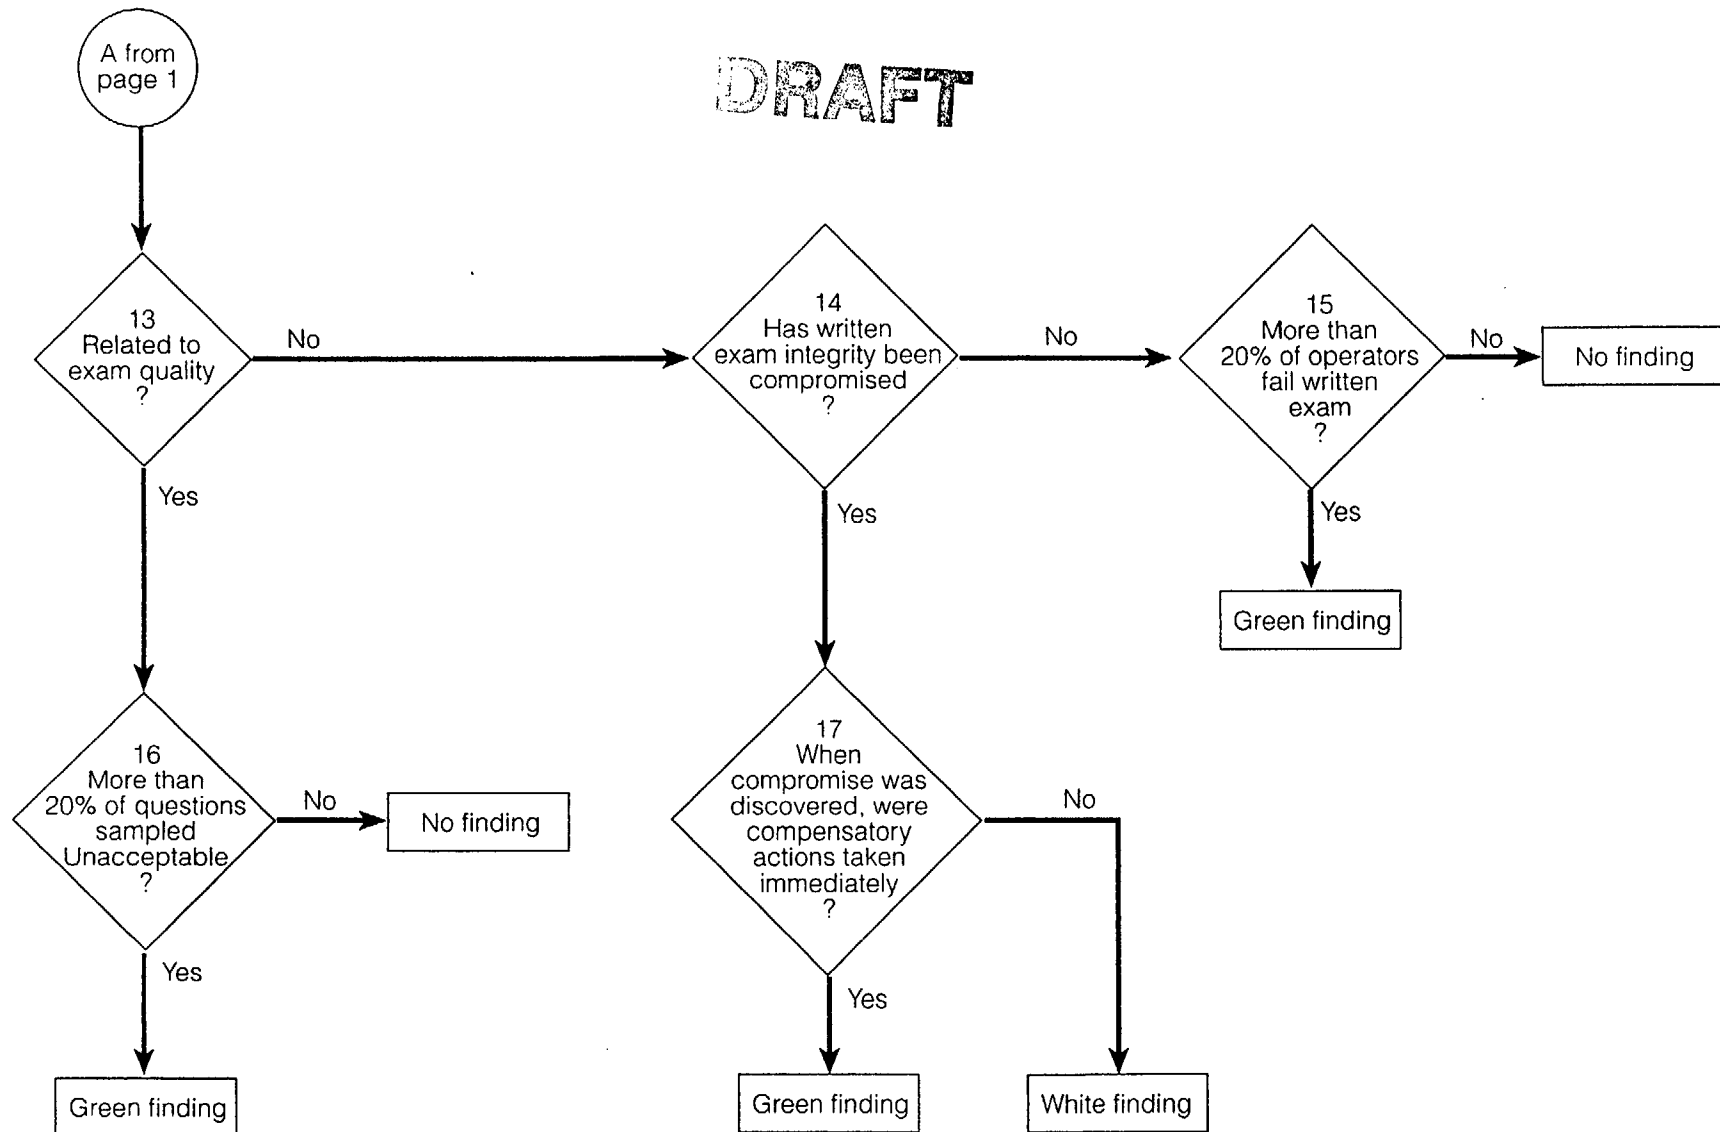 A from
page 1
DRAFT
13
Related to
exam quality
?
No
14
Has written
exam integrity been
compromised
?
No
15
More than
20% of operators
fail written
exam
?
No
No finding
Yes
Yes
Yes
Green finding
16
More than
20% of questions
sampled
Unacceptable
?
No
No finding
17
When
compromise was
discovered, were
compensatory
actions taken
immediately
?
No
Yes
Yes
Green finding
Green finding
White finding